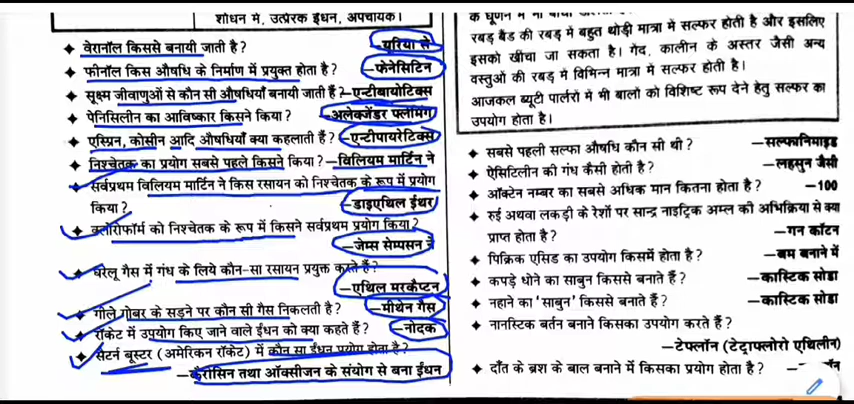 शोधन में, उत्प्रेरक ईंधन, अपचायक।
✦ वेरानॉल किससे बनायी जाती है? —यूरिया से
✦ फीनॉल किस औषधि के निर्माण में प्रयुक्त होता है? —फेनेसिटिन
✦ सूक्ष्म जीवाणुओं से कौन सी औषधियाँ बनायी जाती हैं?—एन्टीबायोटिक्स
✦ पेनिसिलीन का आविष्कार किसने किया? —अलेक्जेंडर फ्लेमिंग
✦ एस्प्रिन, कोसीन आदि औषधियाँ क्या कहलाती हैं? —एन्टीपायरेटिक्स
✦ निश्चेतक का प्रयोग सबसे पहले किसने किया?—विलियम मार्टिन ने
✦ सर्वप्रथम विलियम मार्टिन ने किस रसायन को निश्चेतक के रूप में प्रयोग
किया? —डाइएथिल ईथर
✦ क्लोरोफॉर्म को निश्चेतक के रूप में किसने सर्वप्रथम प्रयोग किया?
—जेम्स सेम्पसन ने
✦ घरेलू गैस में गंध के लिये कौन-सा रसायन प्रयुक्त करते हैं?
—एथिल मरकैप्टन
✦ गीले गोबर के सड़ने पर कौन सी गैस निकलती है? —मीथेन गैस
✦ रॉकेट में उपयोग किए जाने वाले ईंधन को क्या कहते हैं? —नोदक
✦ सैटर्न बूस्टर (अमेरिकन रॉकेट) में कौन सा ईंधन प्रयोग होता है?
—कैरोसिन तथा ऑक्सीजन के संयोग से बना ईंधन
रबड़ बैंड की रबड़ में बहुत थोड़ी मात्रा में सल्फर होती है और इसलिए
इसको खींचा जा सकता है। गेंद, कालीन के अस्तर जैसी अन्य
वस्तुओं की रबड़ में विभिन्न मात्रा में सल्फर होती है।
आजकल ब्यूटी पार्लरों में भी बालों को विशिष्ट रूप देने हेतु सल्फर का
उपयोग होता है।
✦ सबसे पहली सल्फा औषधि कौन सी थी? —सल्फानिमाइड
✦ ऐसिटिलीन की गंध कैसी होती है? —लहसुन जैसी
✦ ऑक्टेन नम्बर का सबसे अधिक मान कितना होता है? —100
✦ रुई अथवा लकड़ी के रेशों पर सान्द्र नाइट्रिक अम्ल की अभिक्रिया से क्या
प्राप्त होता है? —गन कॉटन
✦ पिक्रिक एसिड का उपयोग किसमें होता है? —बम बनाने में
✦ कपड़े धोने का साबुन किससे बनाते हैं? —कास्टिक सोडा
✦ नहाने का 'साबुन' किससे बनाते हैं? —कास्टिक सोडा
✦ नानस्टिक बर्तन बनाने किसका उपयोग करते हैं?
—टेफ्लॉन (टेट्राफ्लोरो एथिलीन)
✦ दाँत के ब्रश के बाल बनाने में किसका प्रयोग होता है?